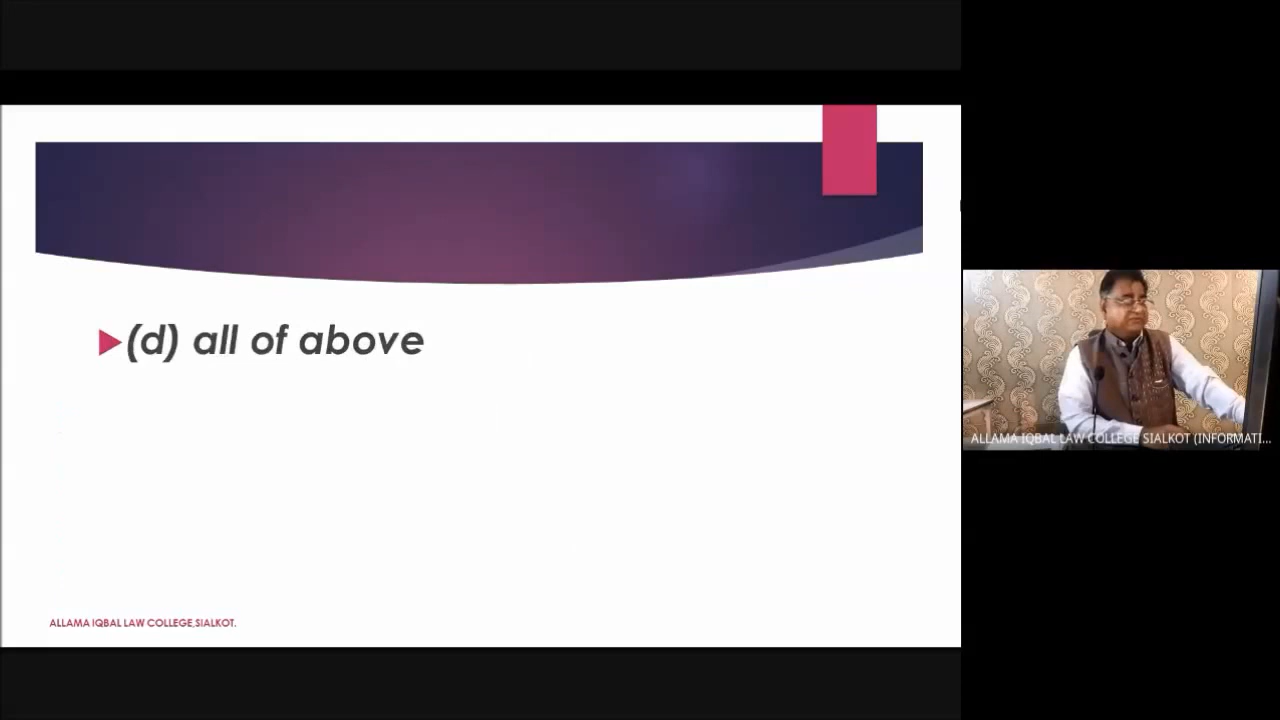 (d) all of above
ALLAMA IQBAL LAW COLLEGE SIALKOT (INFORMATI...
ALLAMA IQBAL LAW COLLEGE,SIALKOT.